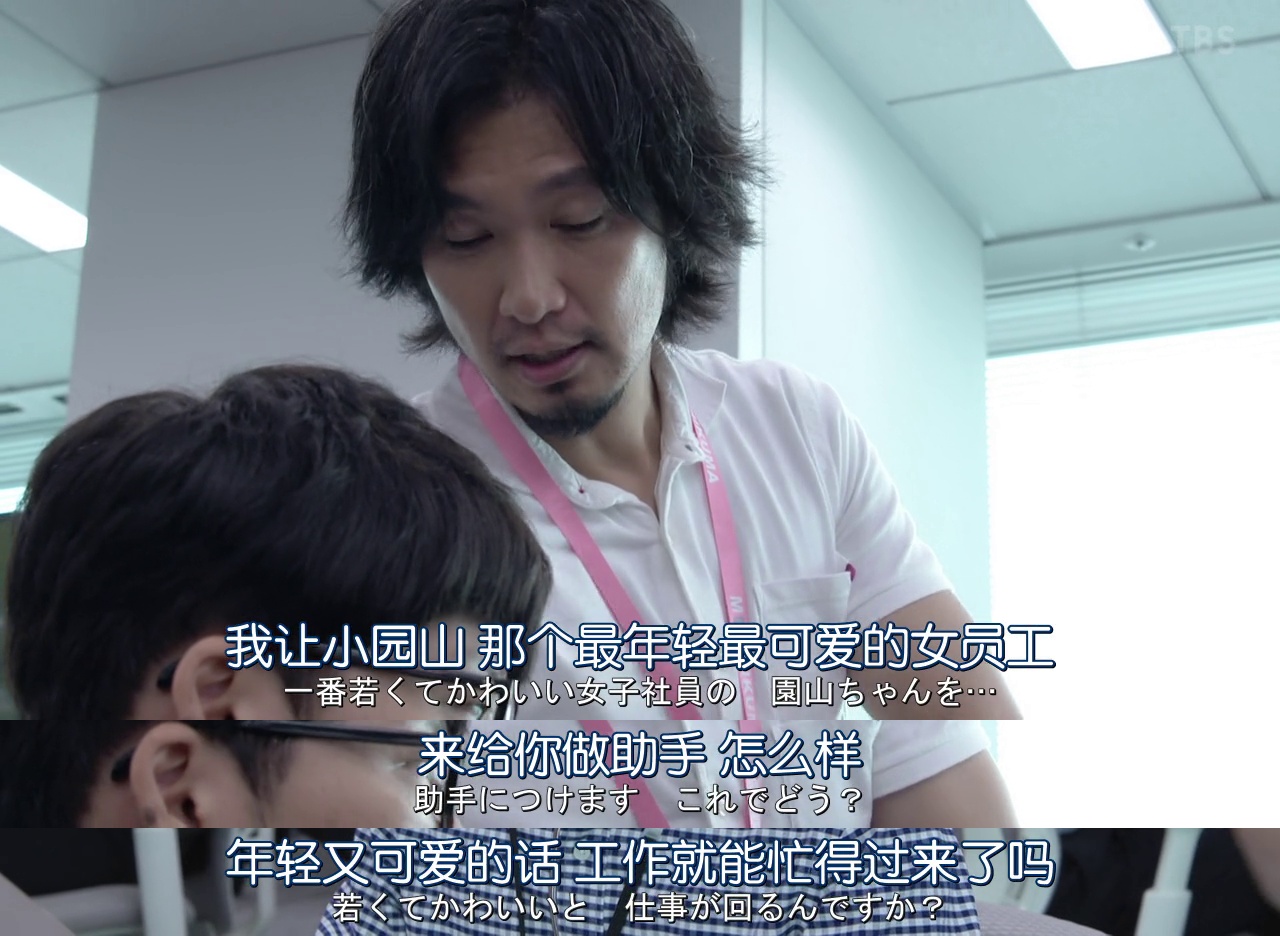 TBS
KUMA
M
KU
我让小园山 那个最年轻最可爱的女员工
一番若くてかわいい女子社員の 園山ちゃんを…
来给你做助手 怎么样
助手につけます これでどう？
年轻又可爱的话 工作就能忙得过来了吗
若くてかわいいと 仕事が回るんですか？